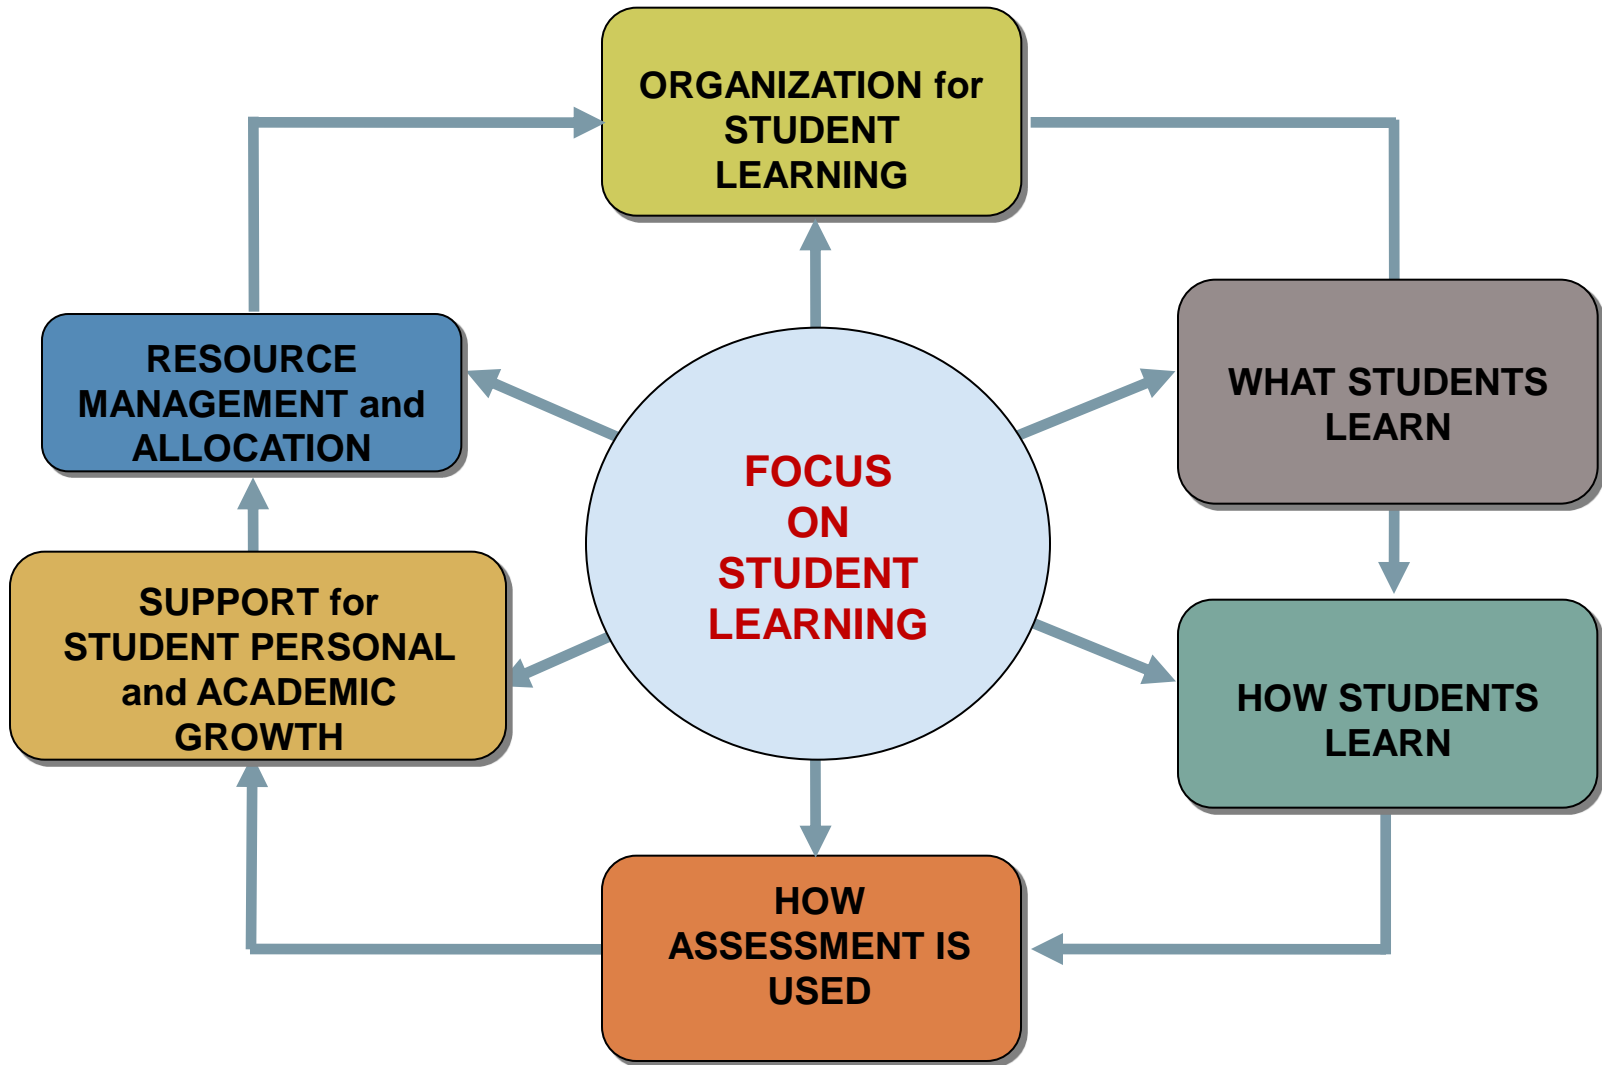 ORGANIZATION for
STUDENT
LEARNING
WHAT STUDENTS
LEARN
HOW STUDENTS
LEARN
HOW
ASSESSMENT IS
USED
SUPPORT for
STUDENT PERSONAL
and ACADEMIC
GROWTH
RESOURCE
MANAGEMENT and
ALLOCATION
FOCUS
ON
STUDENT
LEARNING